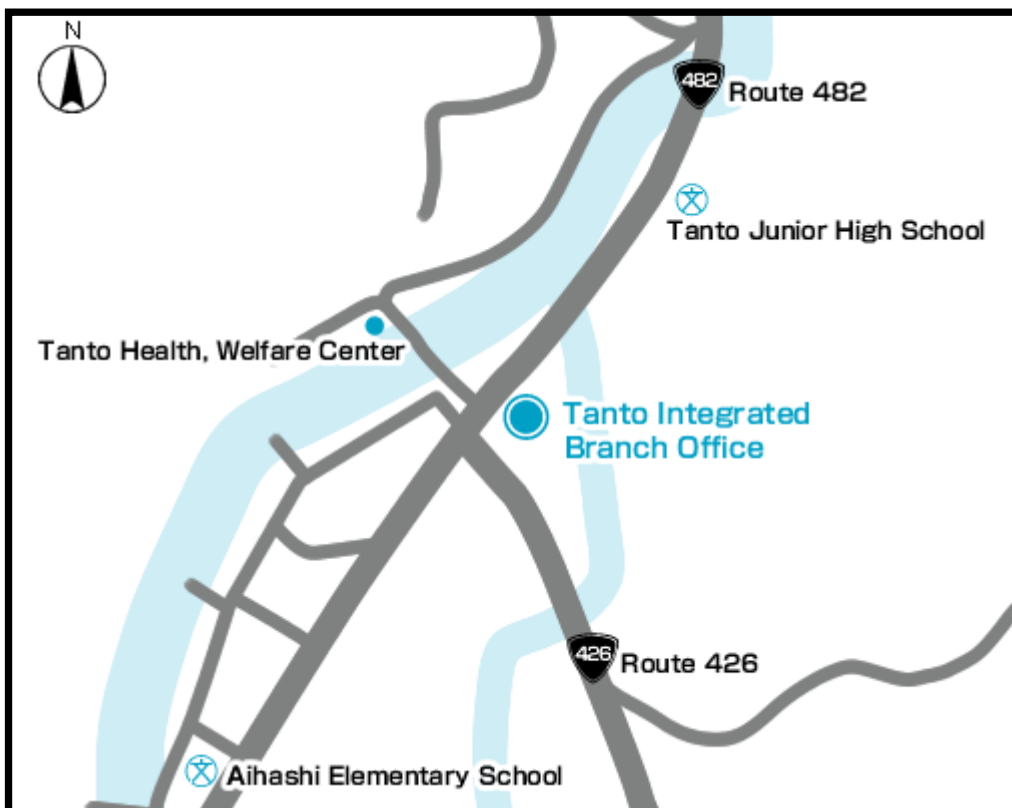 N
482
Route 482
Tanto Junior High School
Tanto Health, Welfare Center
Tanto Integrated
Branch Office
426
Route 426
Aihashi Elementary School